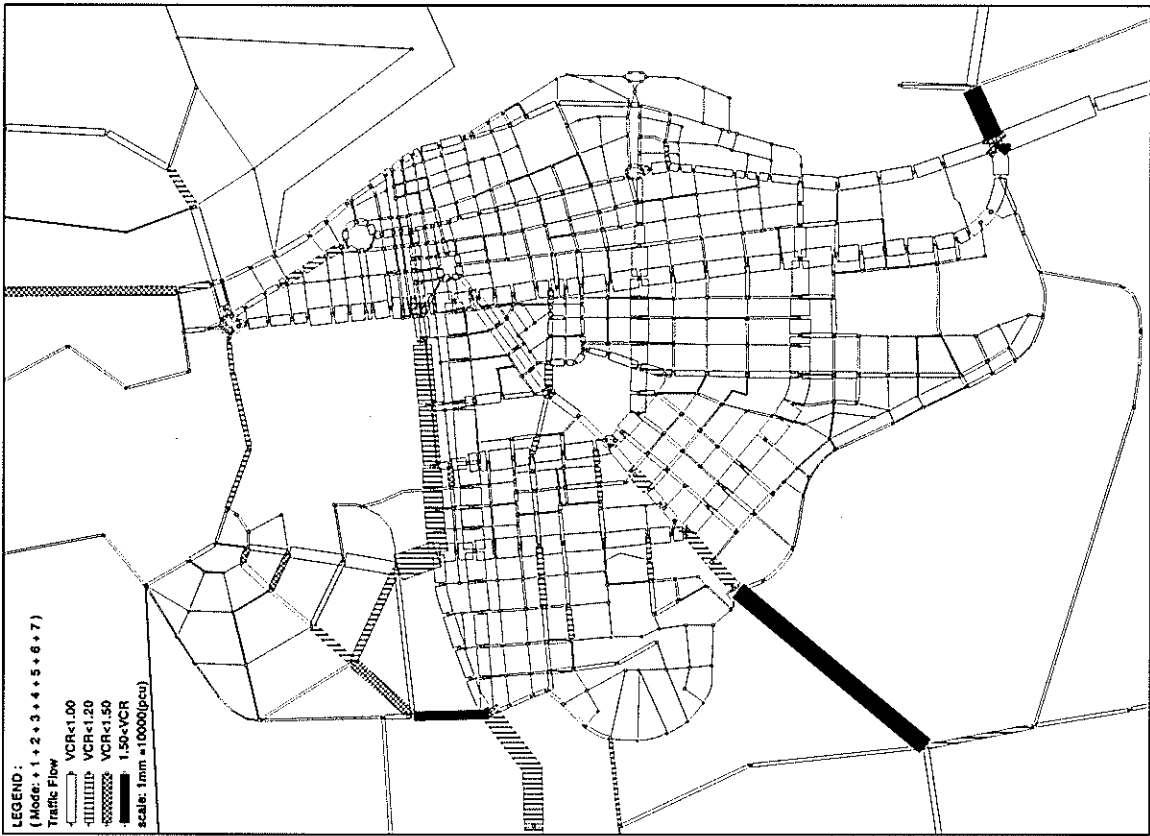 LEGEND :
( Mode: + 1 + 2 + 3 + 4 + 5 + 6 + 7 )
Traffic Flow
VCR<1.00
VCR<1.20
VCR<1.50
1.50<VCR
scale: 1mm =10000(pcu)